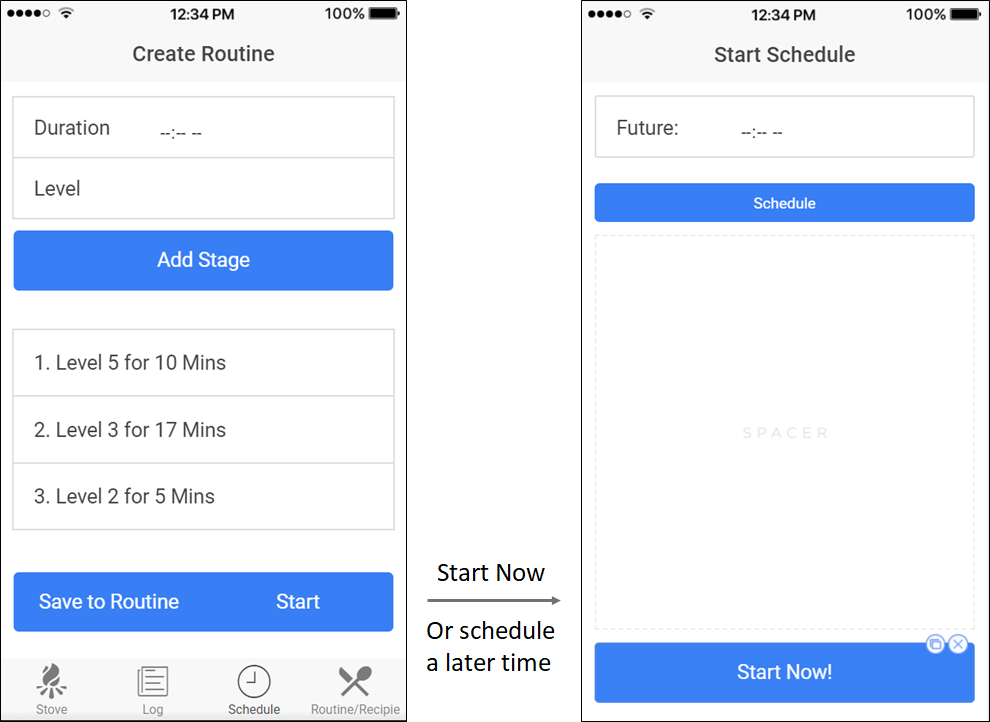 12:34 PM 100%
Create Routine
Duration --:-- --
Level
Add Stage
1. Level 5 for 10 Mins
2. Level 3 for 17 Mins
3. Level 2 for 5 Mins
Save to Routine Start
Stove Log Schedule Routine/Recipie
Start Now
Or schedule
a later time
12:34 PM 100%
Start Schedule
Future: --:-- --
Schedule
SPACER
Start Now!